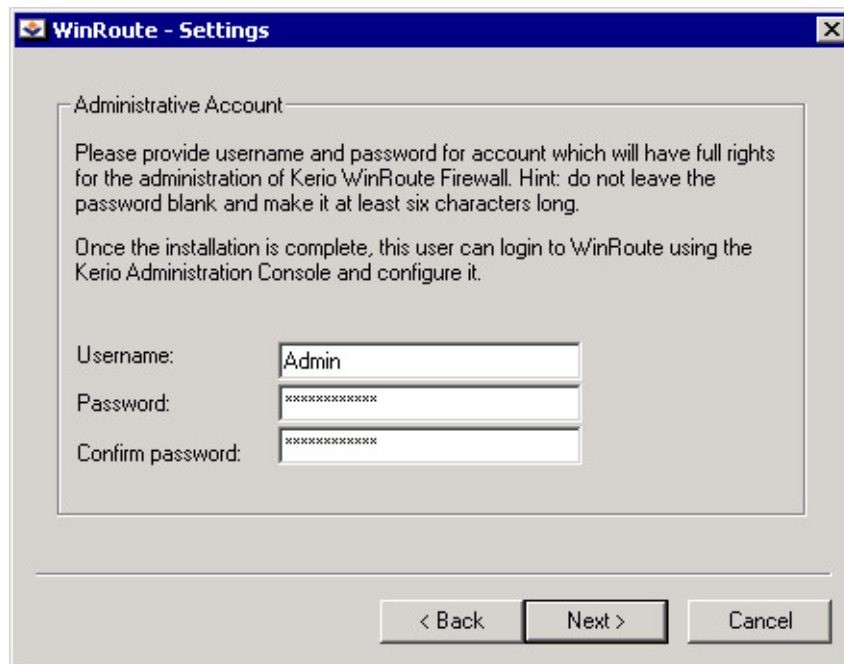 WinRoute - Settings
Administrative Account
Please provide username and password for account which will have full rights
for the administration of Kerio WinRoute Firewall. Hint: do not leave the
password blank and make it at least six characters long.
Once the installation is complete, this user can login to WinRoute using the
Kerio Administration Console and configure it.
Username:
Admin
Password:
************
Confirm password:
************
< Back
Next >
Cancel